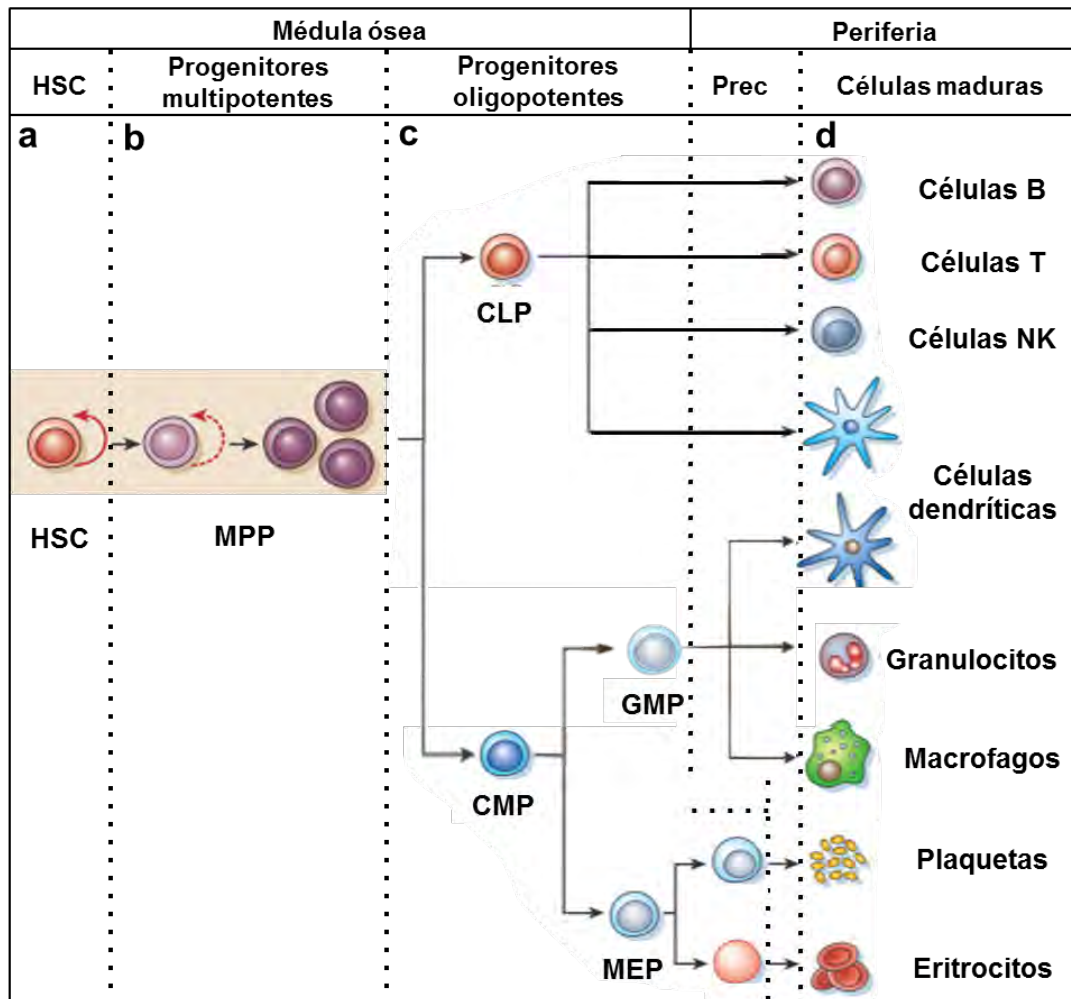 Médula ósea
Periferia
HSC
Progenitores
multipotentes
Progenitores
oligopotentes
Prec
Células maduras
a
b
c
d
Células B
Células T
CLP
Células NK
Células
dendríticas
HSC
MPP
Granulocitos
GMP
Macrofagos
CMP
Plaquetas
MEP
Eritrocitos